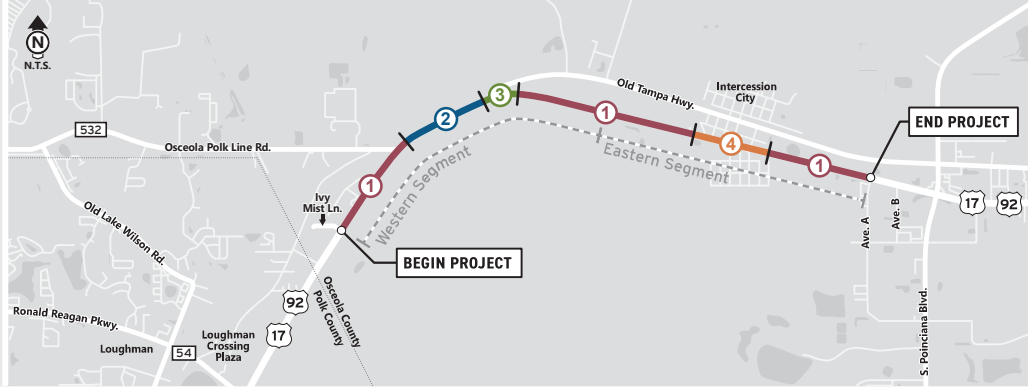 N
N.T.S.
532
Osceola Polk Line Rd.
Old Lake Wilson Rd.
Ronald Reagan Pkwy.
Loughman
54
Loughman
Crossing
Plaza
17
92
Osceola County
Polk County
Ivy
Mist Ln.
BEGIN PROJECT
1
2
3
1
4
1
Western Segment
Eastern Segment
Old Tampa Hwy.
Intercession
City
END PROJECT
Ave. A
Ave. B
17
92
S. Poinciana Blvd.